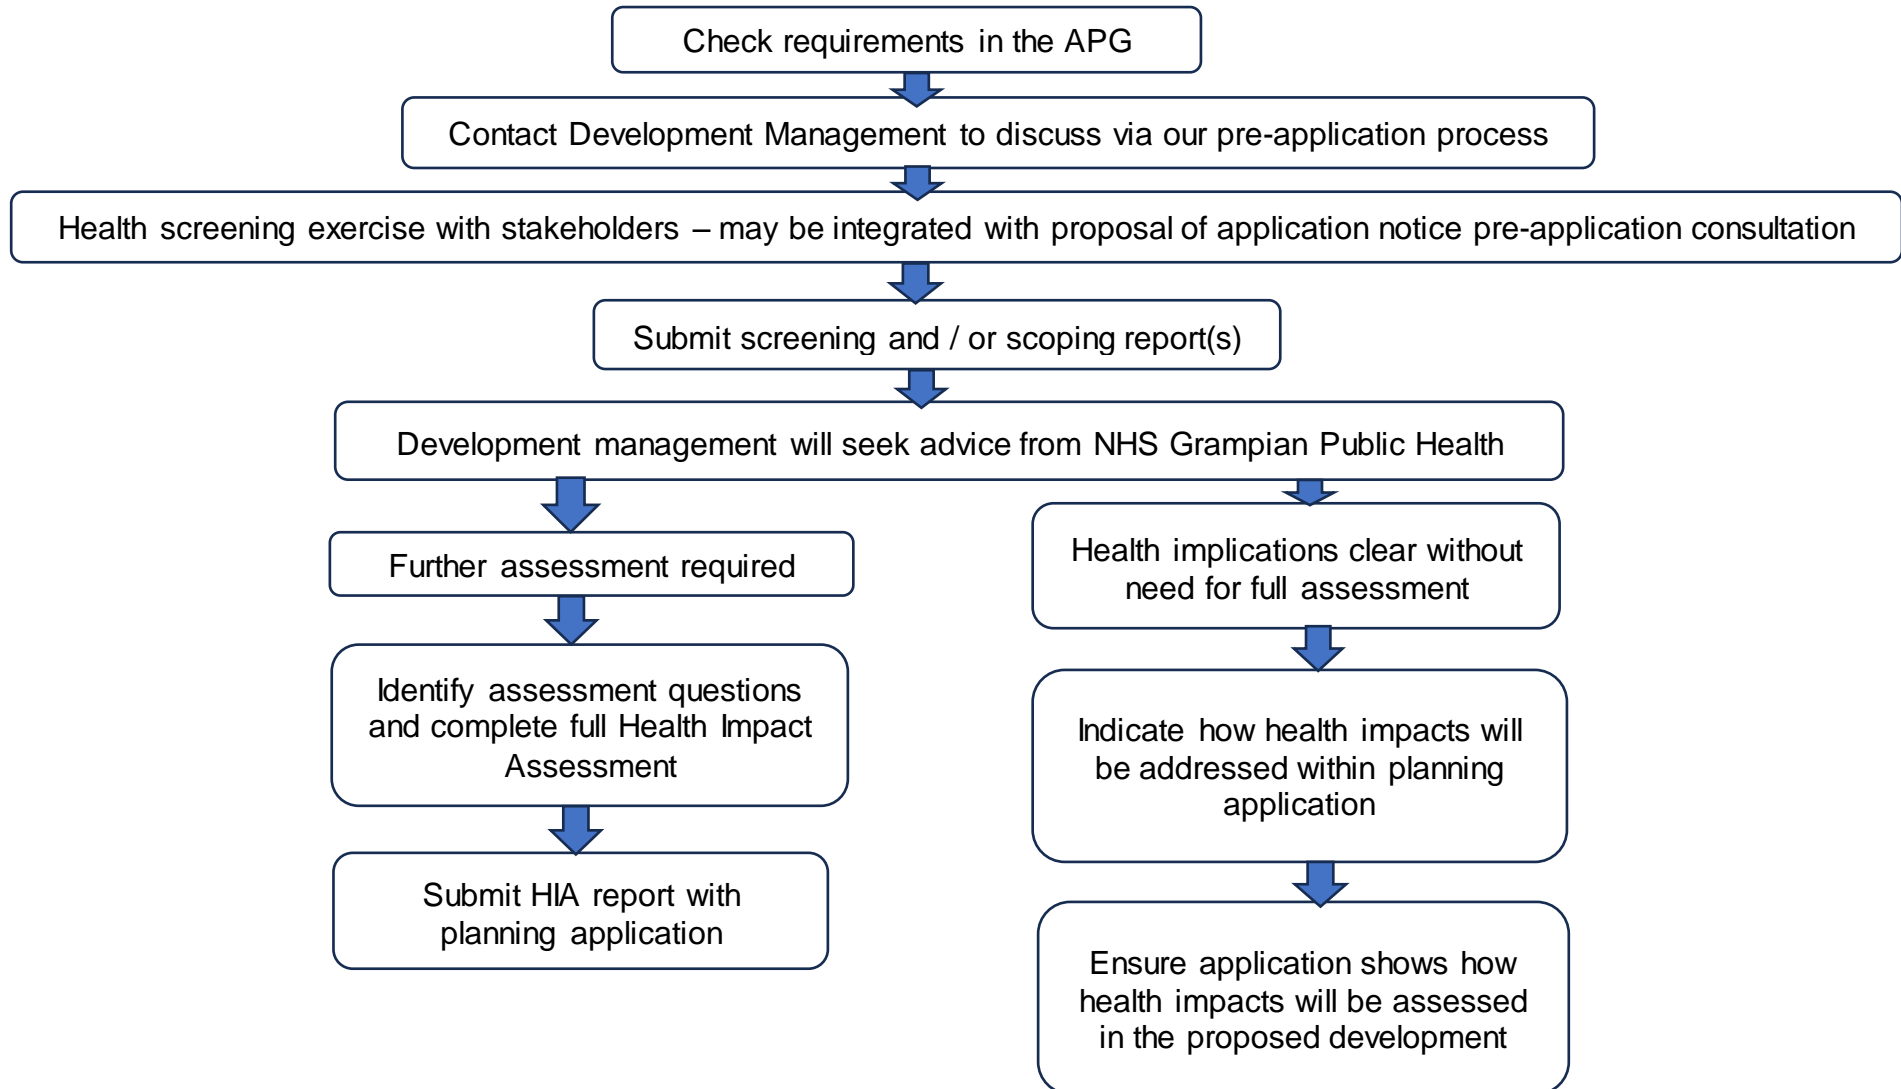 Check requirements in the APG
Contact Development Management to discuss via our pre-application process
Health screening exercise with stakeholders – may be integrated with proposal of application notice pre-application consultation
Submit screening and / or scoping report(s)
Development management will seek advice from NHS Grampian Public Health
Further assessment required
Identify assessment questions
and complete full Health Impact
Assessment
Submit HIA report with
planning application
Health implications clear without
need for full assessment
Indicate how health impacts will
be addressed within planning
application
Ensure application shows how
health impacts will be assessed
in the proposed development